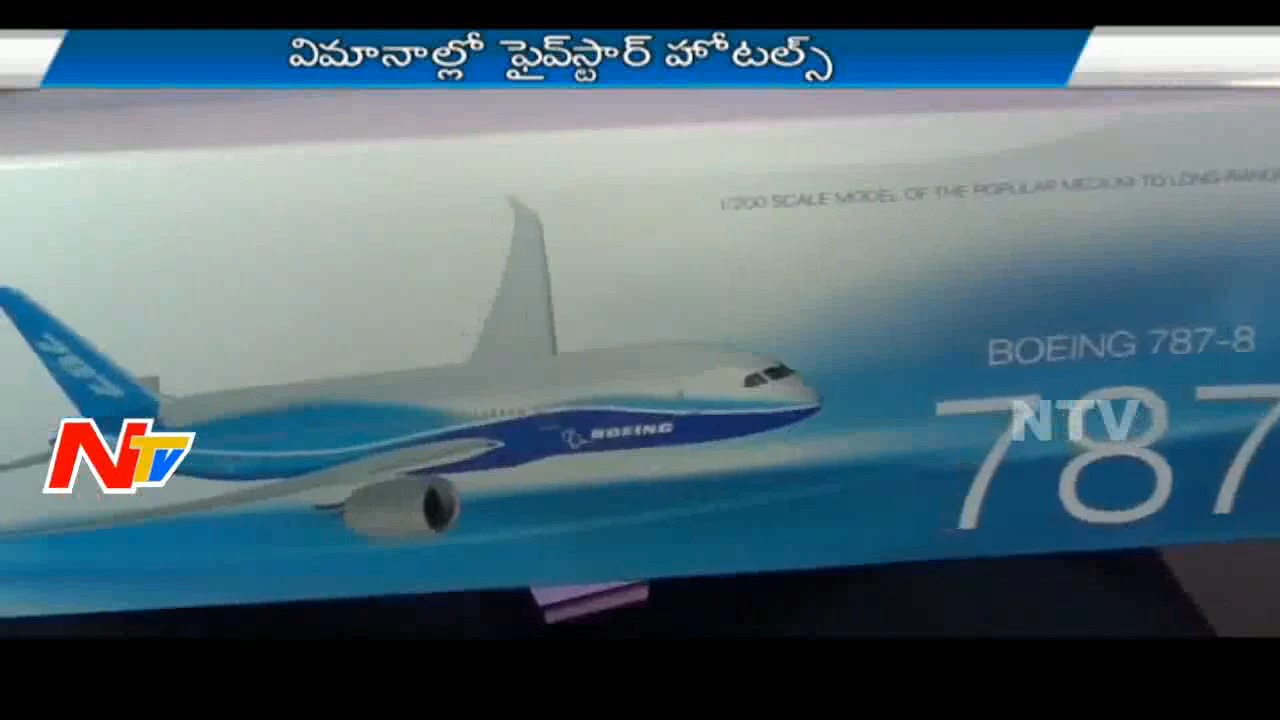 విమానాల్లో ఫైవ్‌స్టార్ హోటల్స్
1/200 SCALE MODEL OF THE POPULAR MEDIUM TO LONG-RANGE
BOEING 787-8
787
NTV
787
BOEING
NTV